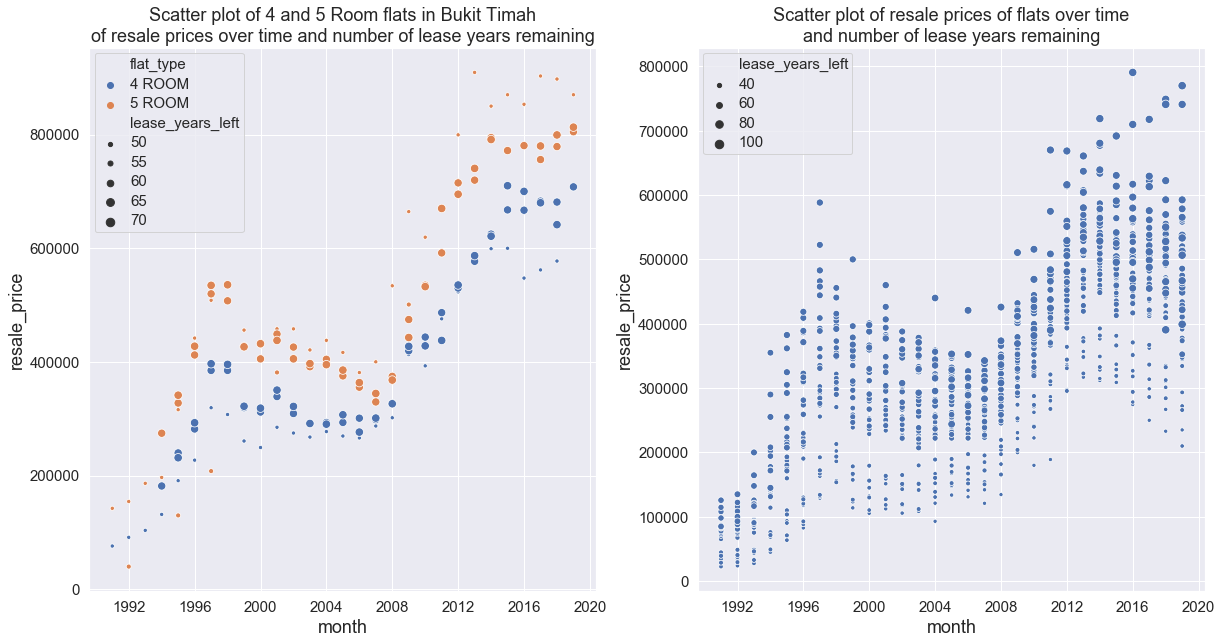 Scatter plot of 4 and 5 Room flats in Bukit Timah
of resale prices over time and number of lease years remaining
flat_type
4 ROOM
5 ROOM
lease_years_left
50
55
60
65
70
800000
600000
400000
200000
0
resale_price
1992 1996 2000 2004 2008 2012 2016 2020
month
Scatter plot of resale prices of flats over time
and number of lease years remaining
lease_years_left
40
60
80
100
800000
700000
600000
500000
400000
300000
200000
100000
0
resale_price
1992 1996 2000 2004 2008 2012 2016 2020
month